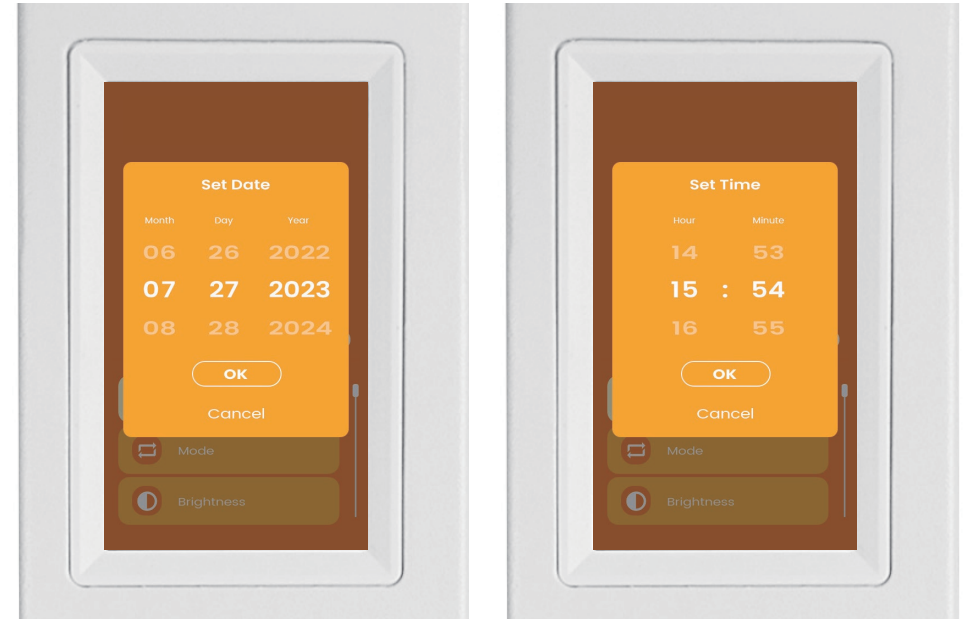 Set Date
Month Day Year
06 26 2022
07 27 2023
08 28 2024
OK
Cancel
Mode
Brightness
Set Time
Hour Minute
14 53
15 : 54
16 55
OK
Cancel
Mode
Brightness